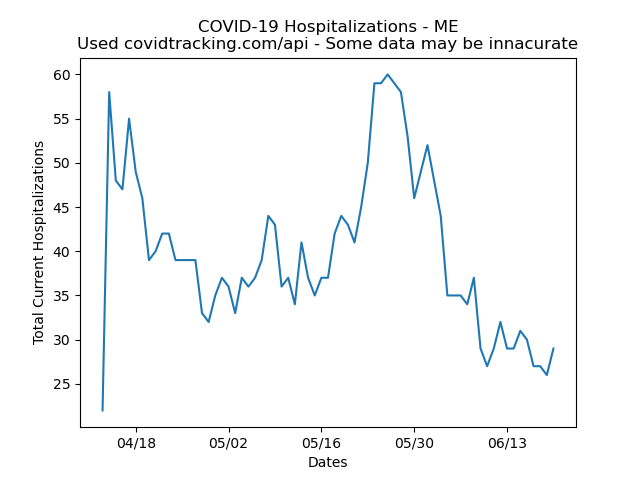 COVID-19 Hospitalizations - ME
Used covidtracking.com/api - Some data may be innacurate
60
55
50
45
40
35
30
25
Total Current Hospitalizations
04/18 05/02 05/16 05/30 06/13
Dates